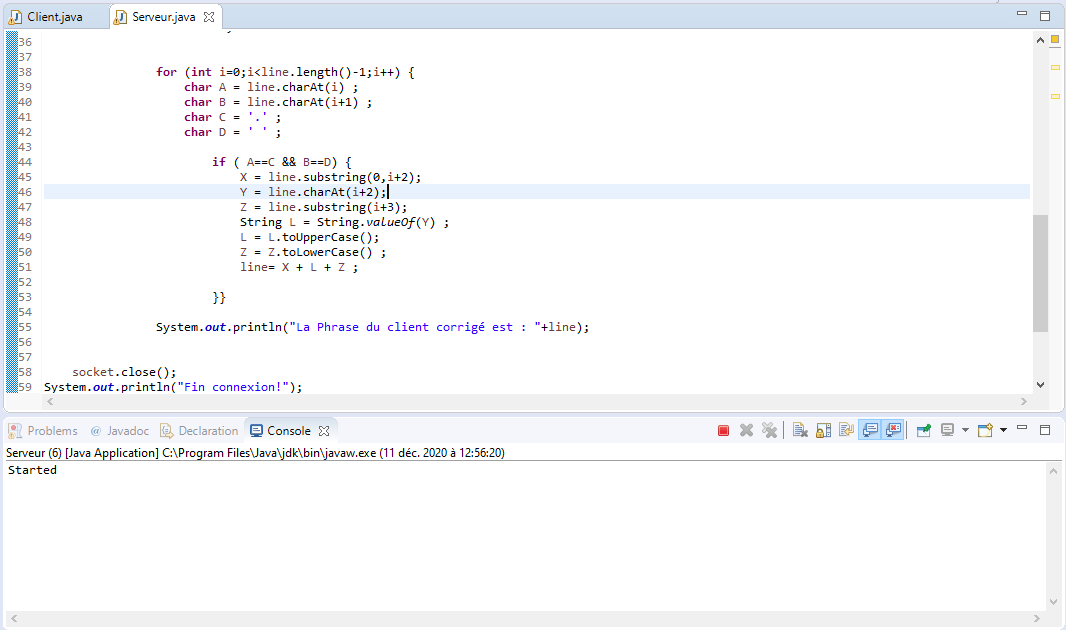 Client.java Serveur.java
36
37
38 for (int i=0;i<line.length()-1;i++) {
39 char A = line.charAt(i) ;
40 char B = line.charAt(i+1) ;
41 char C = '.' ;
42 char D = ' ' ;
43
44 if ( A==C && B==D) {
45 X = line.substring(0,i+2);
46 Y = line.charAt(i+2);
47 Z = line.substring(i+3);
48 String L = String.valueOf(Y) ;
49 L = L.toUpperCase();
50 Z = Z.toLowerCase() ;
51 line= X + L + Z ;
52
53 }}
54
55 System.out.println("La Phrase du client corrigé est : "+line);
56
57
58 socket.close();
59 System.out.println("Fin connexion!");
Problems @ Javadoc Declaration Console
Serveur (6) [Java Application] C:\Program Files\Java\jdk\bin\javaw.exe (11 déc. 2020 à 12:56:20)
Started